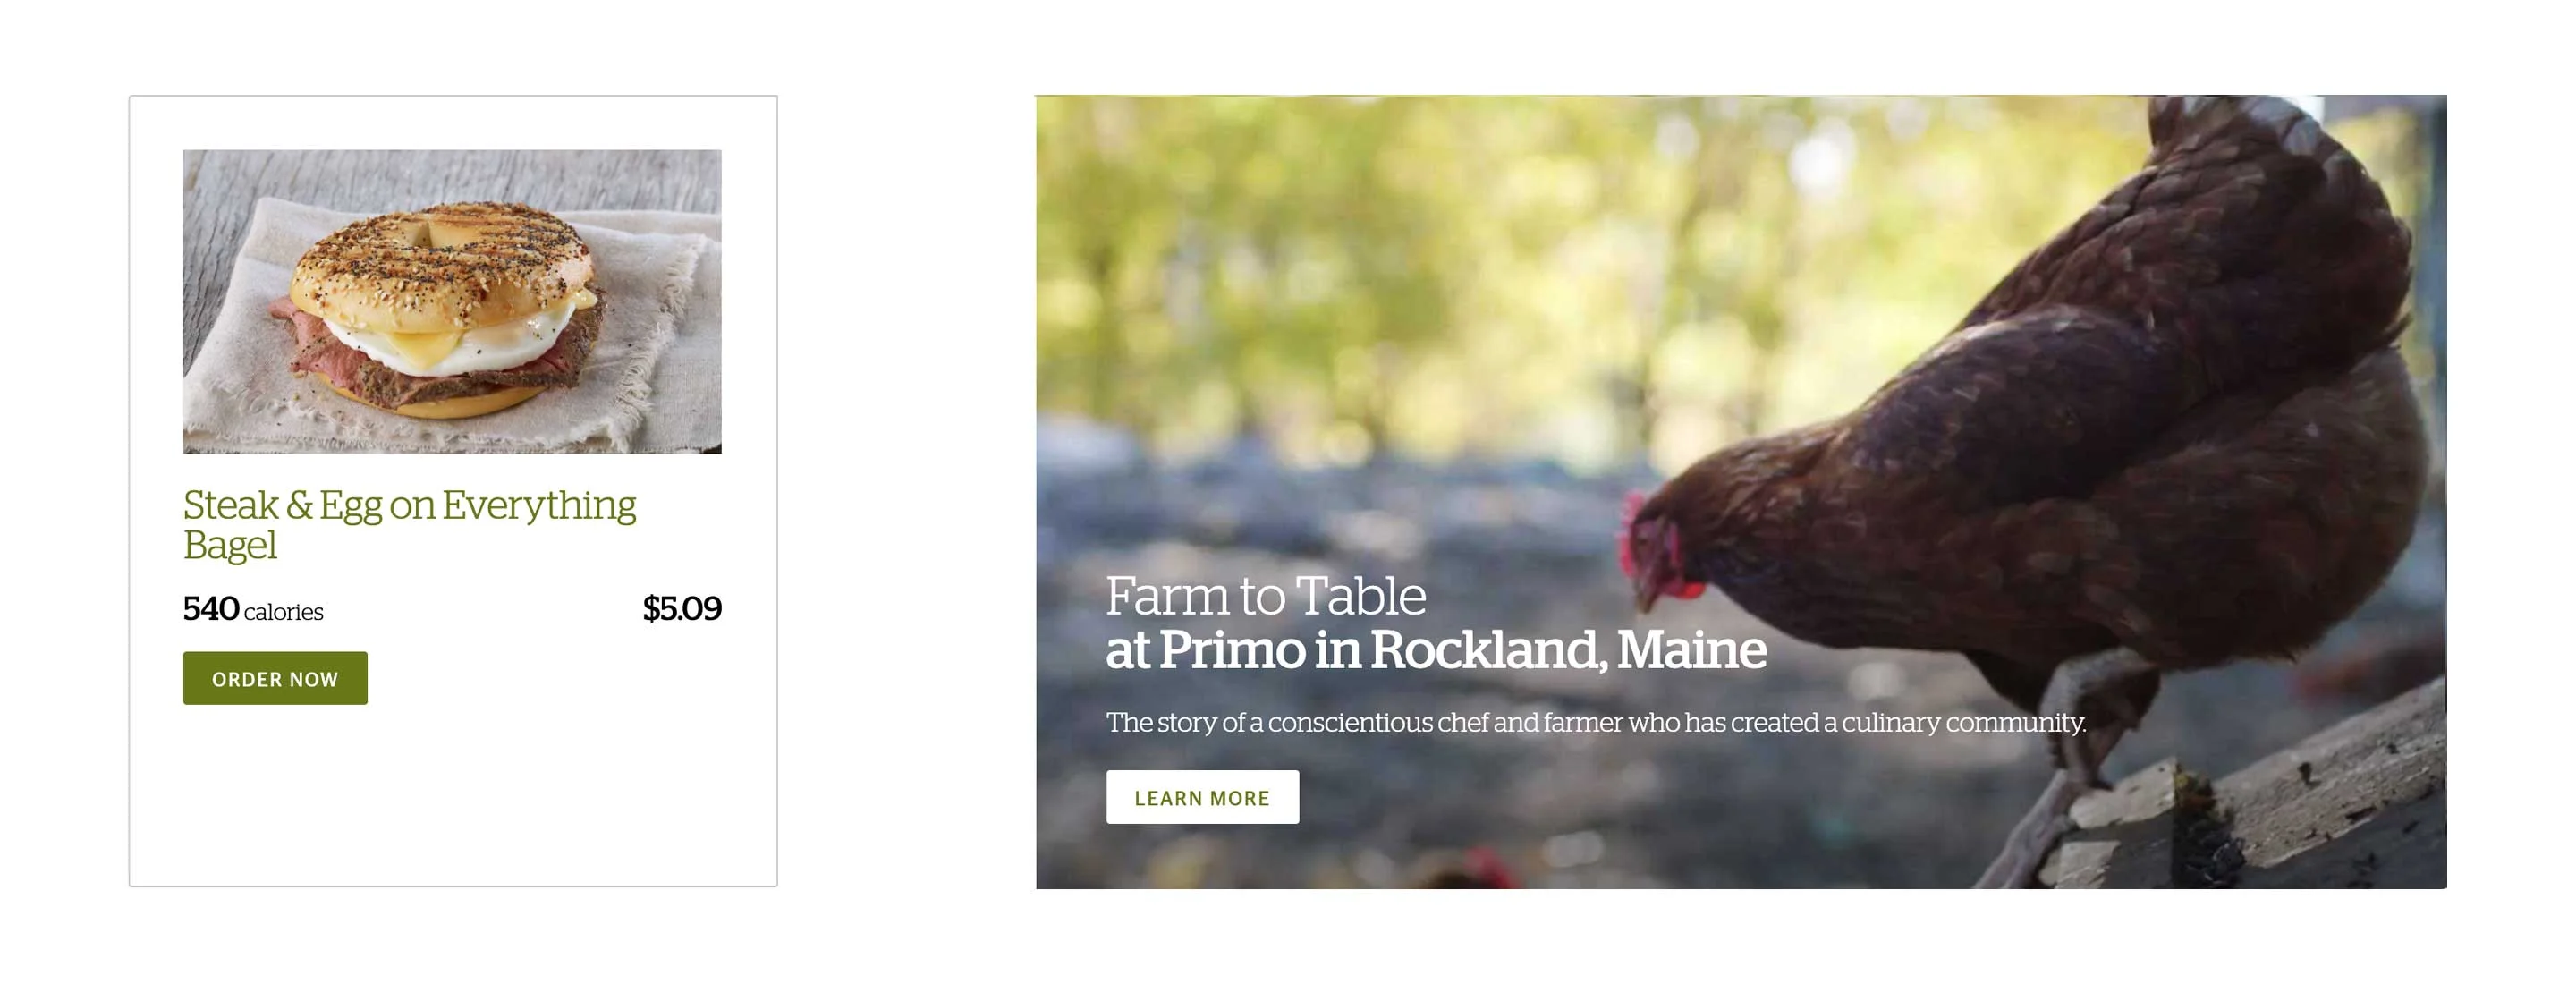 Steak & Egg on Everything
Bagel
540 calories $5.09
ORDER NOW
Farm to Table
at Primo in Rockland, Maine
The story of a conscientious chef and farmer who has created a culinary community.
LEARN MORE